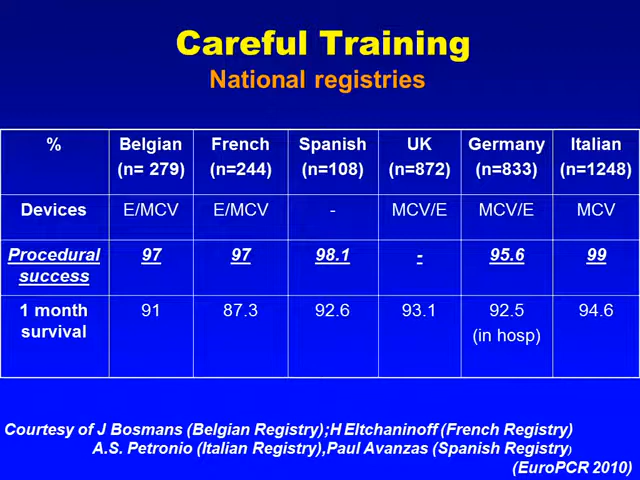 Careful Training
National registries
% Belgian (n= 279) French (n=244) Spanish (n=108) UK (n=872) Germany (n=833) Italian (n=1248)
Devices E/MCV E/MCV - MCV/E MCV/E MCV
Procedural success 97 97 98.1 - 95.6 99
1 month survival 91 87.3 92.6 93.1 92.5 (in hosp) 94.6
Courtesy of J Bosmans (Belgian Registry);H Eltchaninoff (French Registry)
A.S. Petronio (Italian Registry),Paul Avanzas (Spanish Registry)
(EuroPCR 2010)